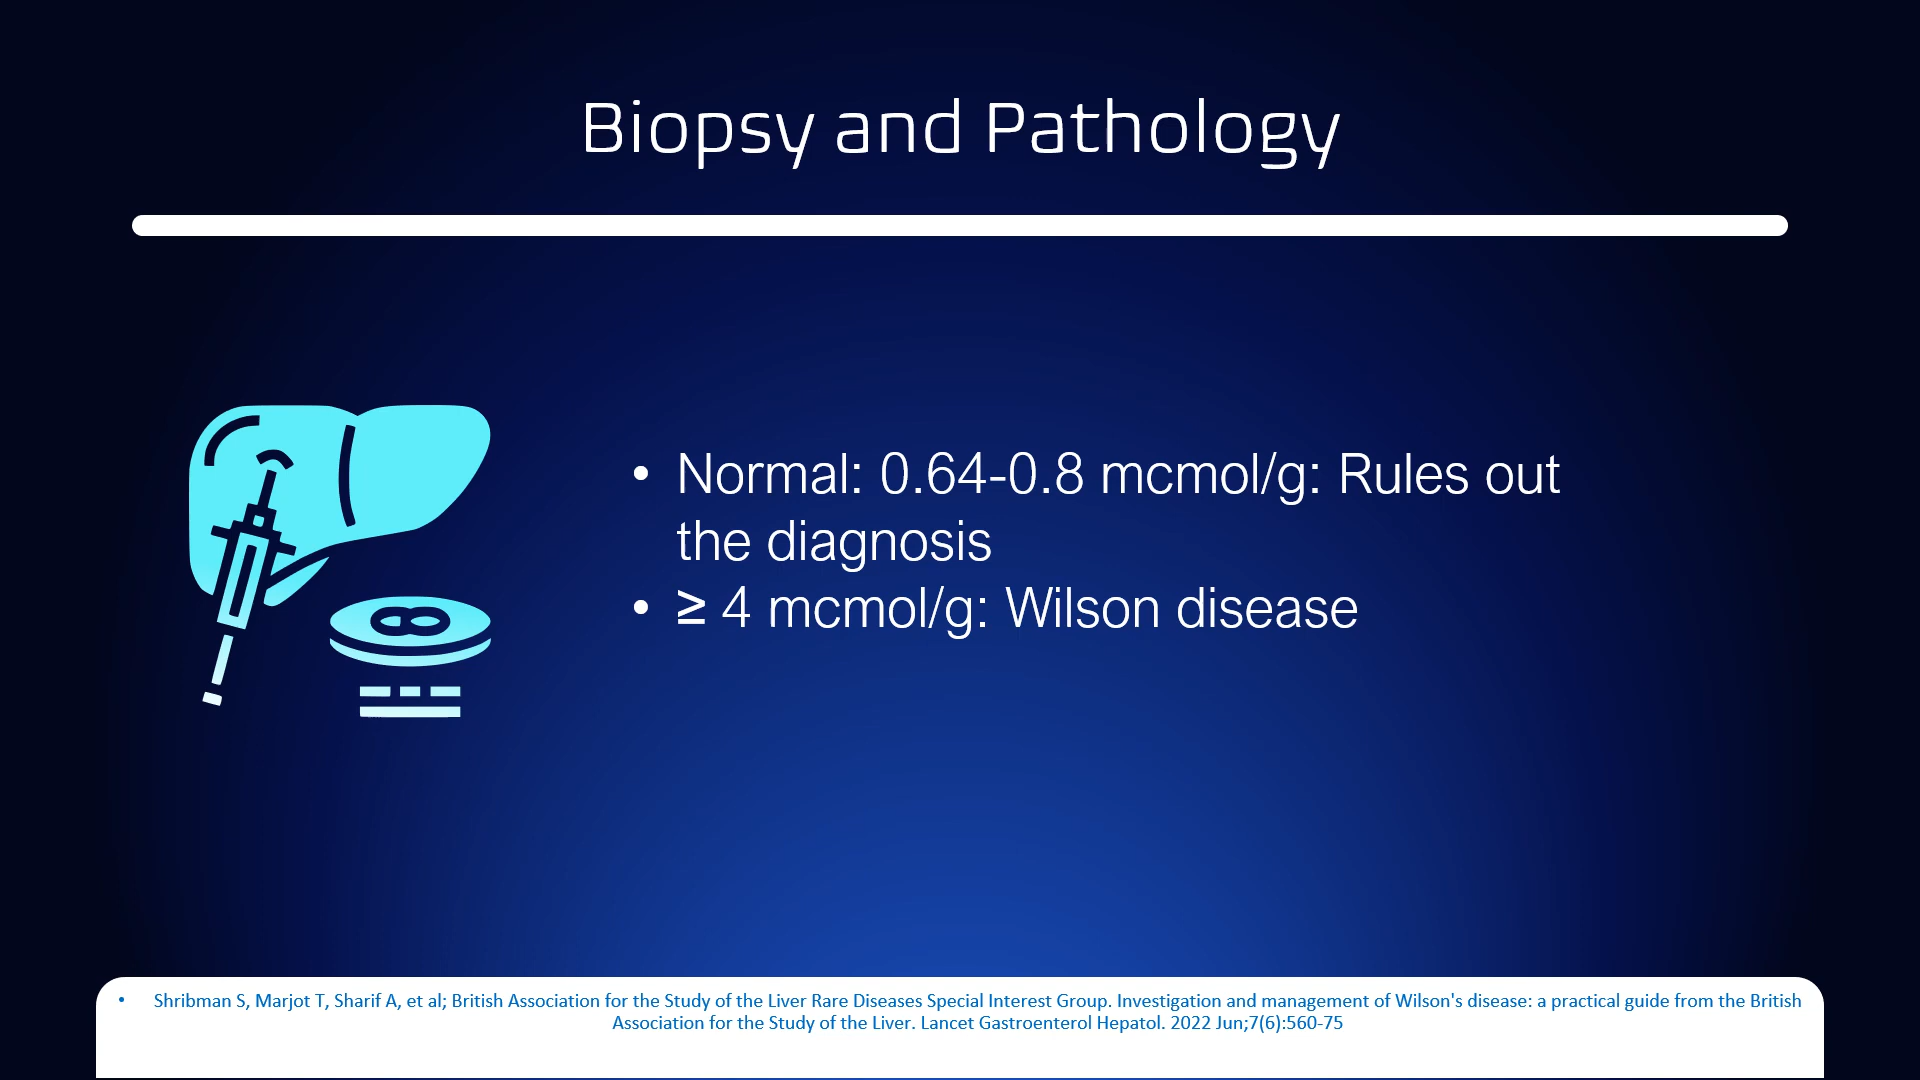 Biopsy and Pathology
• Normal: 0.64-0.8 mcmol/g: Rules out
the diagnosis
• ≥ 4 mcmol/g: Wilson disease
• Shribman S, Marjot T, Sharif A, et al; British Association for the Study of the Liver Rare Diseases Special Interest Group. Investigation and management of Wilson's disease: a practical guide from the British
Association for the Study of the Liver. Lancet Gastroenterol Hepatol. 2022 Jun;7(6):560-75